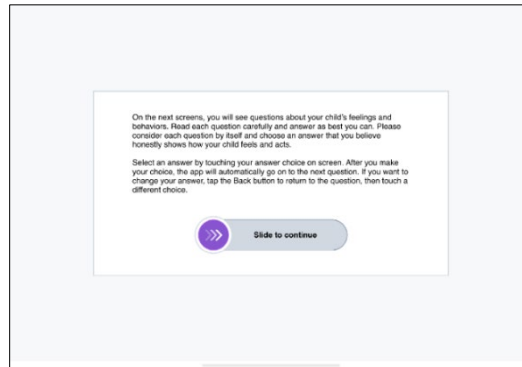 On the next screens, you will see questions about your child's feelings and
behaviors. Read each question carefully and answer as best you can. Please
consider each question by itself and choose an answer that you believe
honestly shows how your child feels and acts.
Select an answer by touching your answer choice on screen. After you make
your choice, the app will automatically go on to the next question. If you want to
change your answer, tap the Back button to return to the question, then touch a
different choice.
Slide to continue